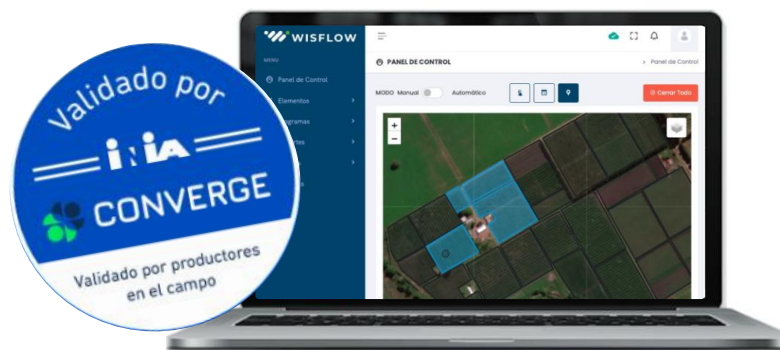 Validado por
iniA
CONVERGE
Validado por productores
en el campo
WISFLOW
MENU
Panel de Control
Elementos
PANEL DE CONTROL
Panel de Control
MODO Manual
Automático
Cerrar Todo
+
-